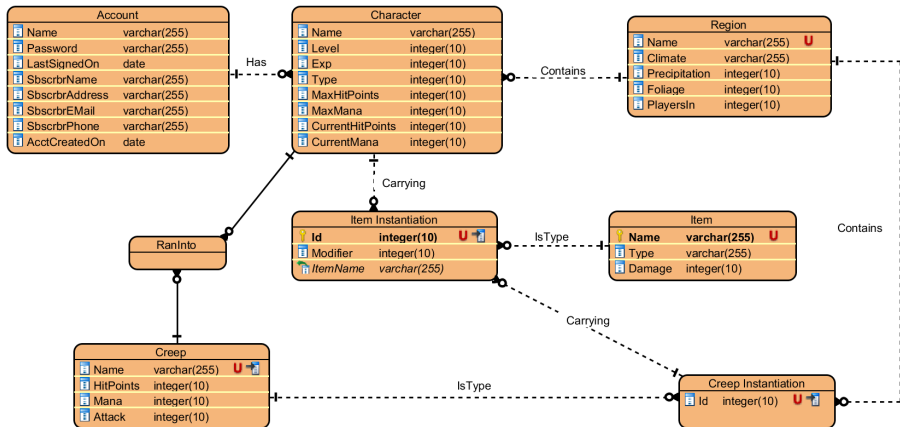 Account
Name varchar(255)
Password varchar(255)
LastSignedOn date
SbscrbrName varchar(255)
SbscrbrAddress varchar(255)
SbscrbrEMail varchar(255)
SbscrbrPhone varchar(255)
AcctCreatedOn date
Has
Character
Name varchar(255)
Level integer(10)
Exp integer(10)
Type integer(10)
MaxHitPoints integer(10)
MaxMana integer(10)
CurrentHitPoints integer(10)
CurrentMana integer(10)
Contains
Region
Name varchar(255) U
Climate varchar(255)
Precipitation integer(10)
Foliage integer(10)
PlayersIn integer(10)
Carrying
Item Instantiation
Id integer(10) U
Modifier integer(10)
ItemName varchar(255)
IsType
Item
Name varchar(255) U
Type varchar(255)
Damage integer(10)
Contains
RanInto
Carrying
Creep
Name varchar(255) U
HitPoints integer(10)
Mana integer(10)
Attack integer(10)
IsType
Creep Instantiation
Id integer(10) U